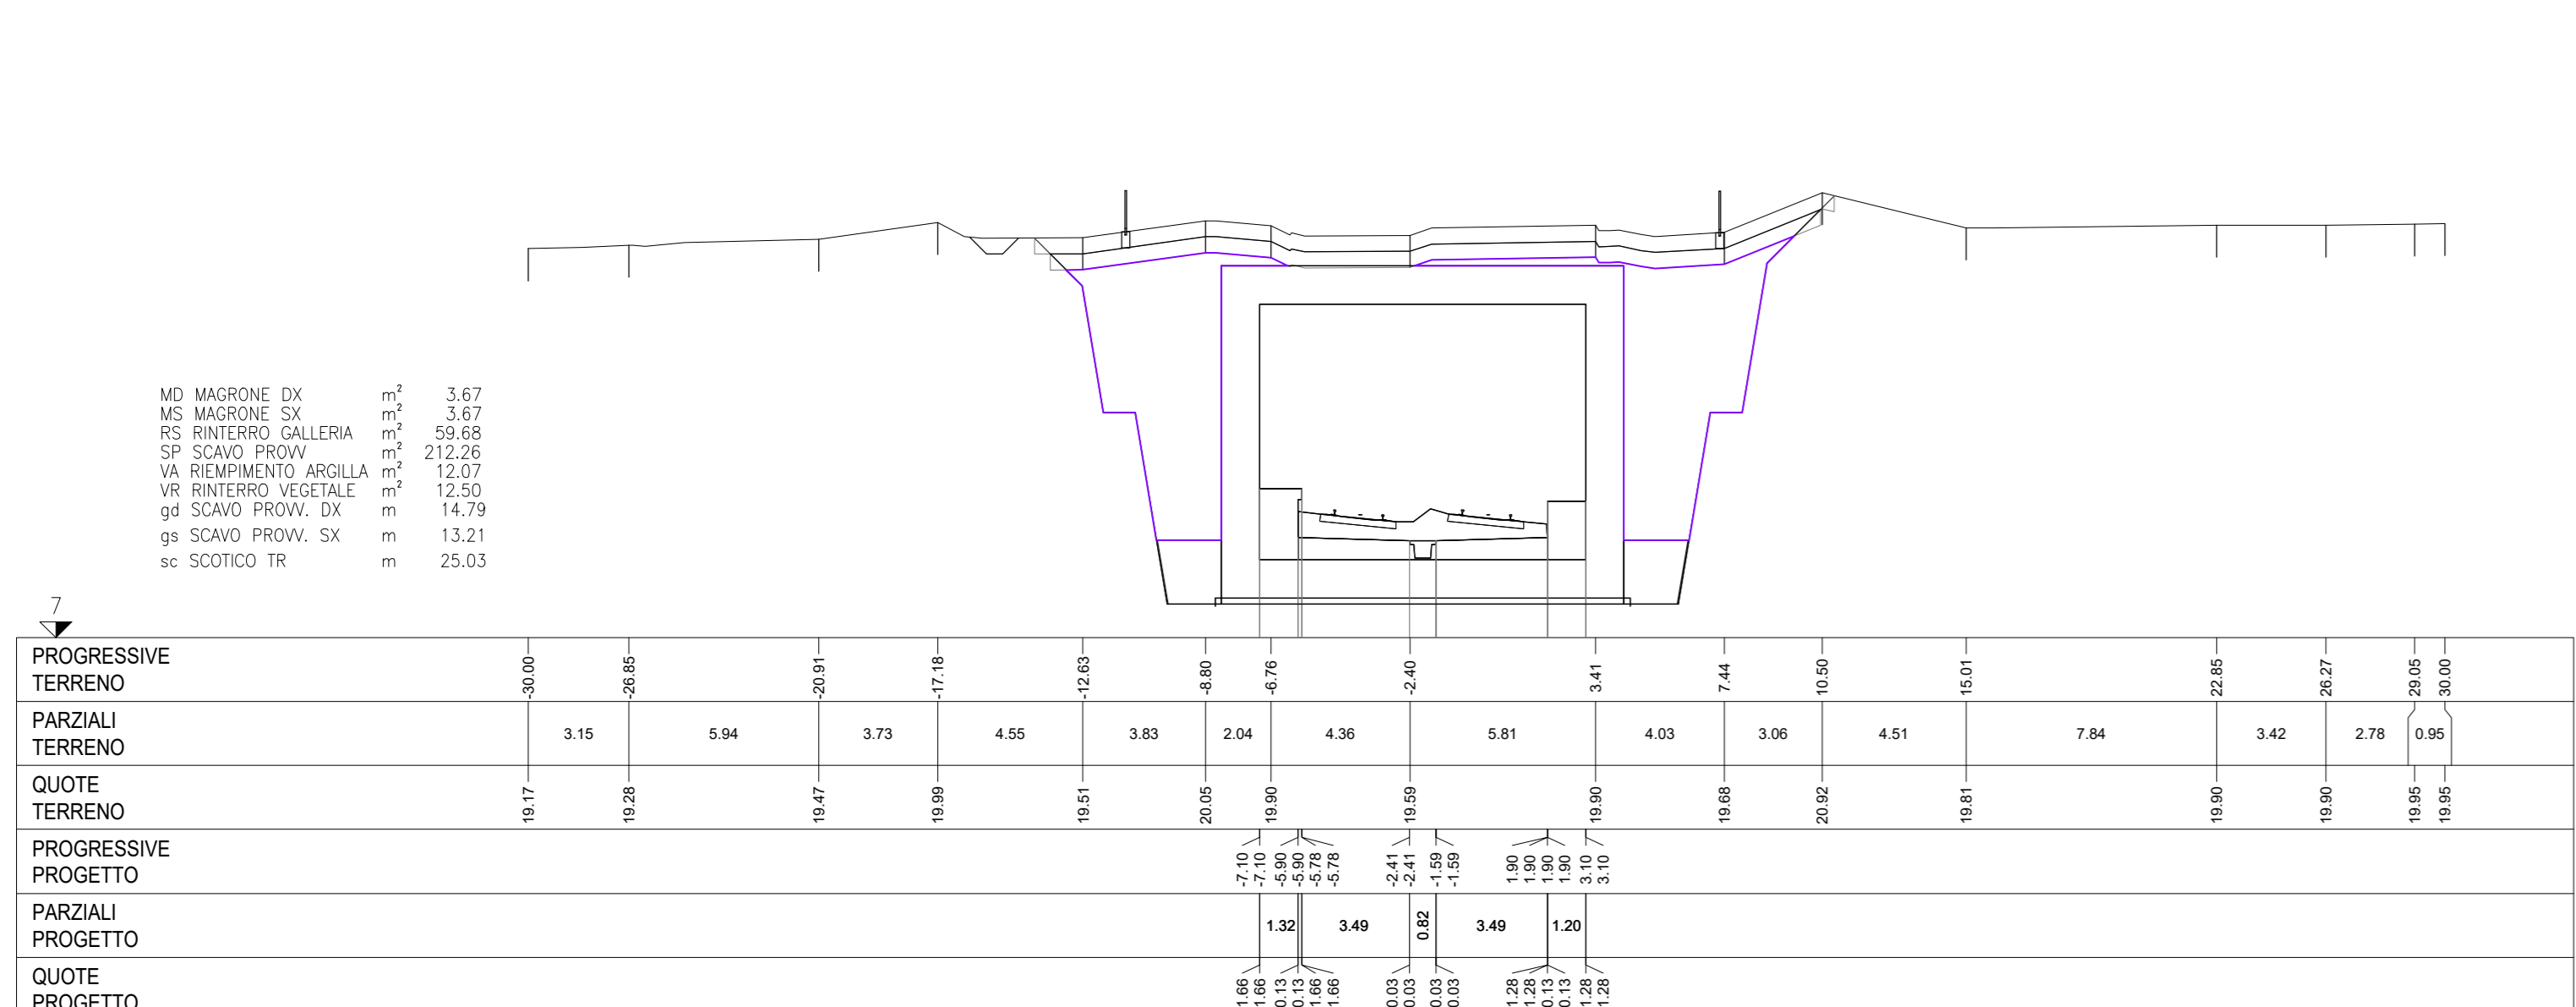 MD MAGRONE DX m² 3.67
MS MAGRONE SX m² 3.67
RS RINTERRO GALLERIA m² 59.68
SP SCAVO PROVV m² 212.26
VA RIEMPIMENTO ARGILLA m² 12.07
VR RINTERRO VEGETALE m² 12.50
gd SCAVO PROVV. DX m 14.79
gs SCAVO PROVV. SX m 13.21
sc SCOTICO TR m 25.03
7
PROGRESSIVE
TERRENO
-30.00 -26.85 -20.91 -17.18 -12.63 -8.80 -6.76 -2.40 3.41 7.44 10.50 15.01 22.85 26.27 29.05 30.00
PARZIALI
TERRENO
3.15 5.94 3.73 4.55 3.83 2.04 4.36 5.81 4.03 3.06 4.51 7.84 3.42 2.78 0.95
QUOTE
TERRENO
19.17 19.28 19.47 19.99 19.51 20.05 19.90 19.59 19.90 19.68 20.92 19.81 19.90 19.90 19.95 19.95
PROGRESSIVE
PROGETTO
-7.10 -7.10 -5.90 -5.90 -5.78 -5.78 -2.41 -2.41 -1.59 -1.59 1.90 1.90 1.90 1.90 3.10 3.10
PARZIALI
PROGETTO
1.32 3.49 0.82 3.49 1.20
QUOTE
PROGETTO
1.66 1.66 0.13 0.13 1.66 1.66 0.03 0.03 0.03 0.03 1.28 1.28 0.13 0.13 1.28 1.28